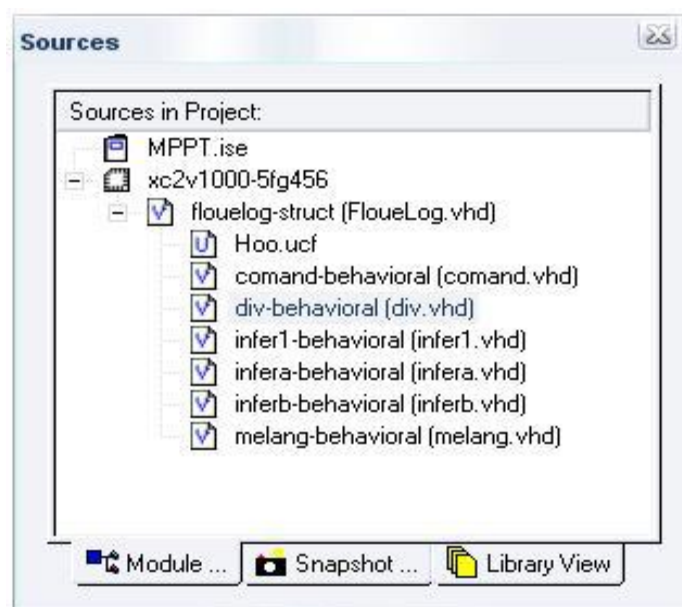 Sources
Sources in Project:
MPPT.ise
xc2v1000-5fg456
flouelog-struct (FloueLog.vhd)
Hoo.ucf
comand-behavioral (comand.vhd)
div-behavioral (div.vhd)
infer1-behavioral (infer1.vhd)
infera-behavioral (infera.vhd)
inferb-behavioral (inferb.vhd)
melang-behavioral (melang.vhd)
Module ... Snapshot ... Library View